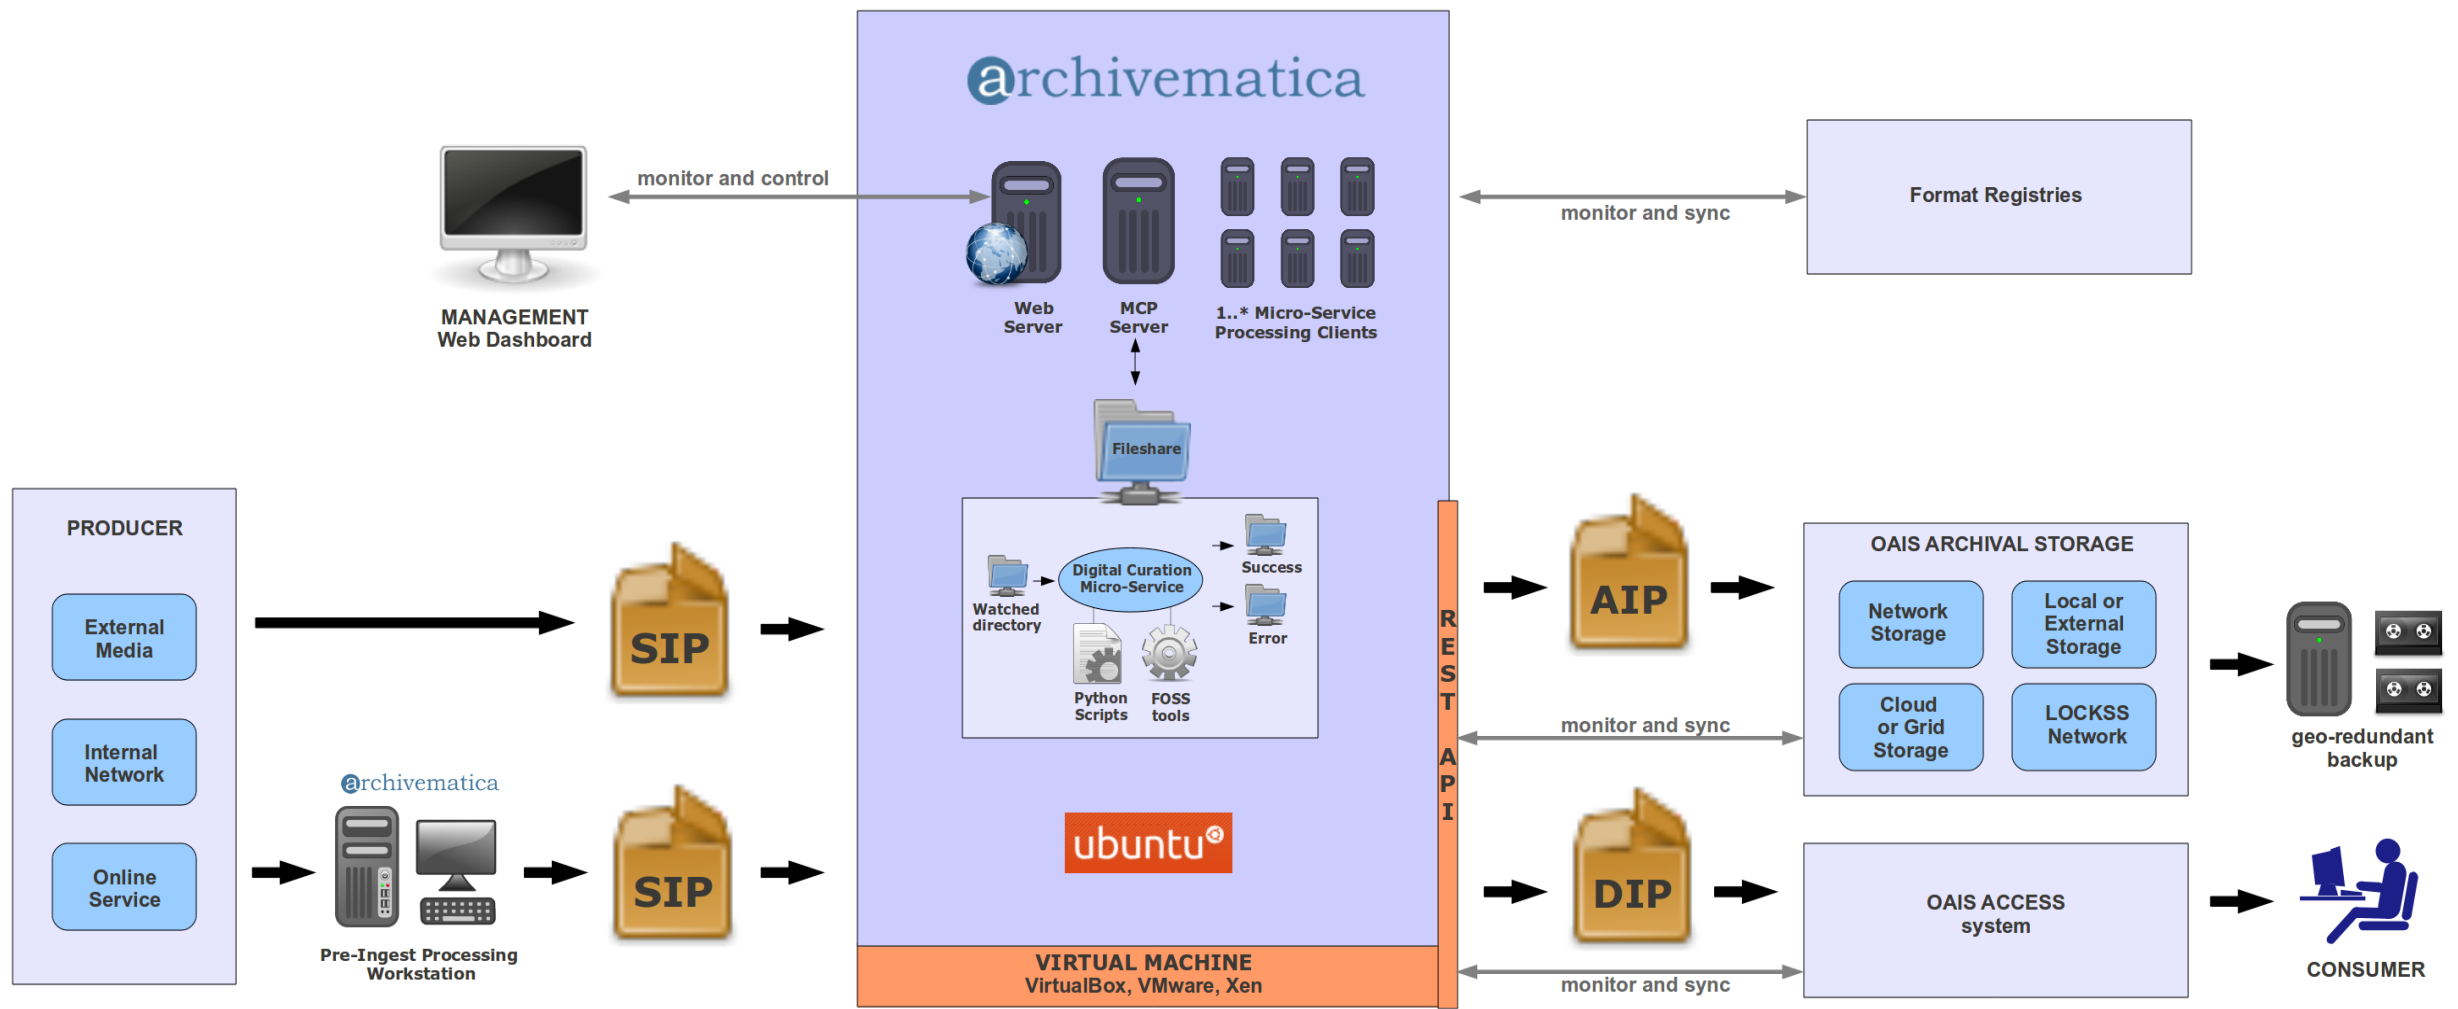 archivematica
monitor and control
monitor and sync
Format Registries
MANAGEMENT
Web Dashboard
Web
Server
MCP
Server
1..* Micro-Service
Processing Clients
Fileshare
PRODUCER
External
Media
Internal
Network
Online
Service
archivematica
Pre-Ingest Processing
Workstation
SIP
SIP
Watched
directory
Digital Curation
Micro-Service
Success
Error
Python
Scripts
FOSS
tools
ubuntu
VIRTUAL MACHINE
VirtualBox, VMware, Xen
REST API
AIP
OAIS ARCHIVAL STORAGE
Network
Storage
Local or
External
Storage
Cloud
or Grid
Storage
LOCKSS
Network
monitor and sync
geo-redundant
backup
DIP
OAIS ACCESS
system
monitor and sync
CONSUMER